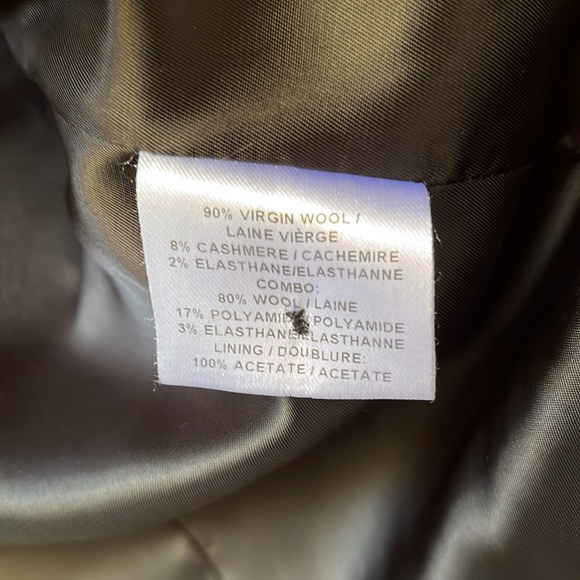 90% VIRGIN WOOL /
LAINE VIÈRGE
8% CASHMERE / CACHEMIRE
2% ELASTHANE/ELASTHANNE
COMBO:
80% WOOL / LAINE
17% POLYAMIDE / POLYAMIDE
3% ELASTHANE/ELASTHANNE
LINING / DOUBLURE:
100% ACETATE / ACETATE